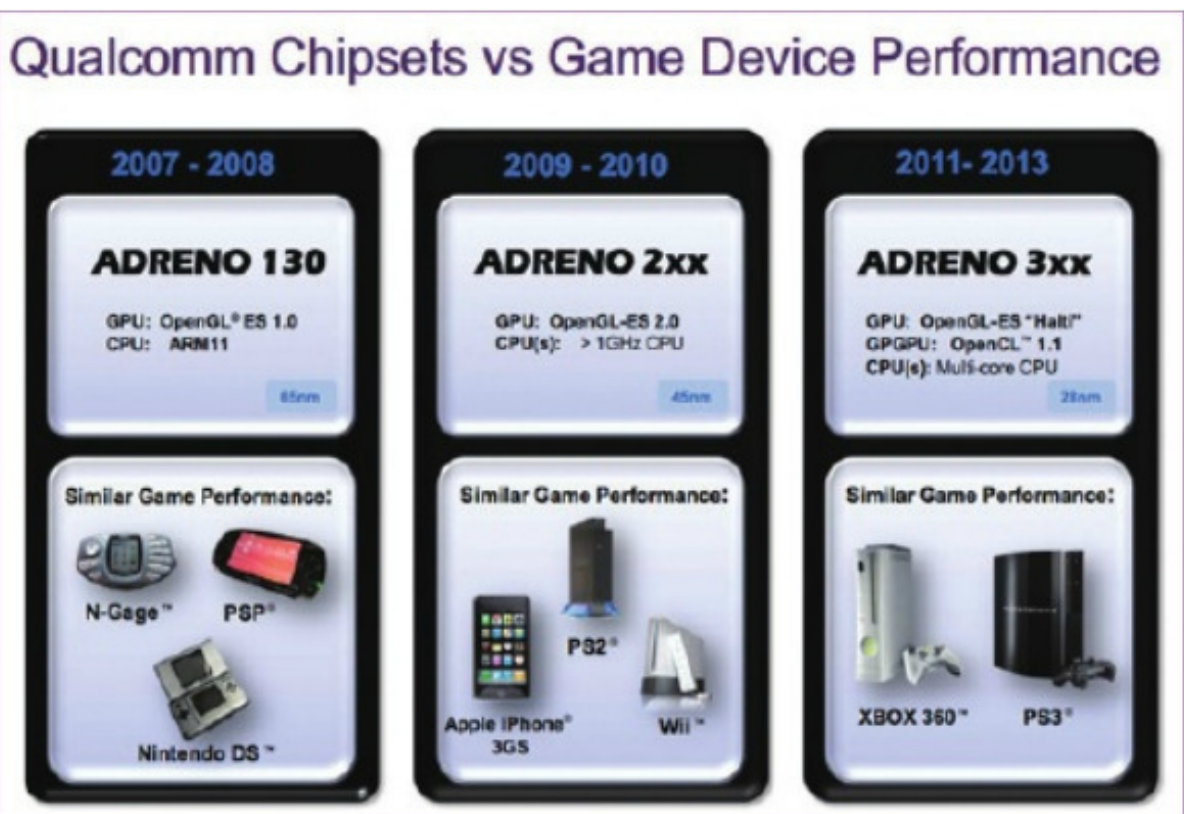 Qualcomm Chipsets vs Game Device Performance
2007 - 2008
ADRENO 130
GPU: OpenGL® ES 1.0
CPU: ARM11
65nm
Similar Game Performance:
N-Gage™
PSP®
Nintendo DS™
2009 - 2010
ADRENO 2xx
GPU: OpenGL-ES 2.0
CPU(s): > 1GHz CPU
45nm
Similar Game Performance:
PS2®
Apple iPhone®
3GS
Wii™
2011- 2013
ADRENO 3xx
GPU: OpenGL-ES "Halti"
GPGPU: OpenCL™ 1.1
CPU(s): Multi-core CPU
28nm
Similar Game Performance:
XBOX 360™
PS3®